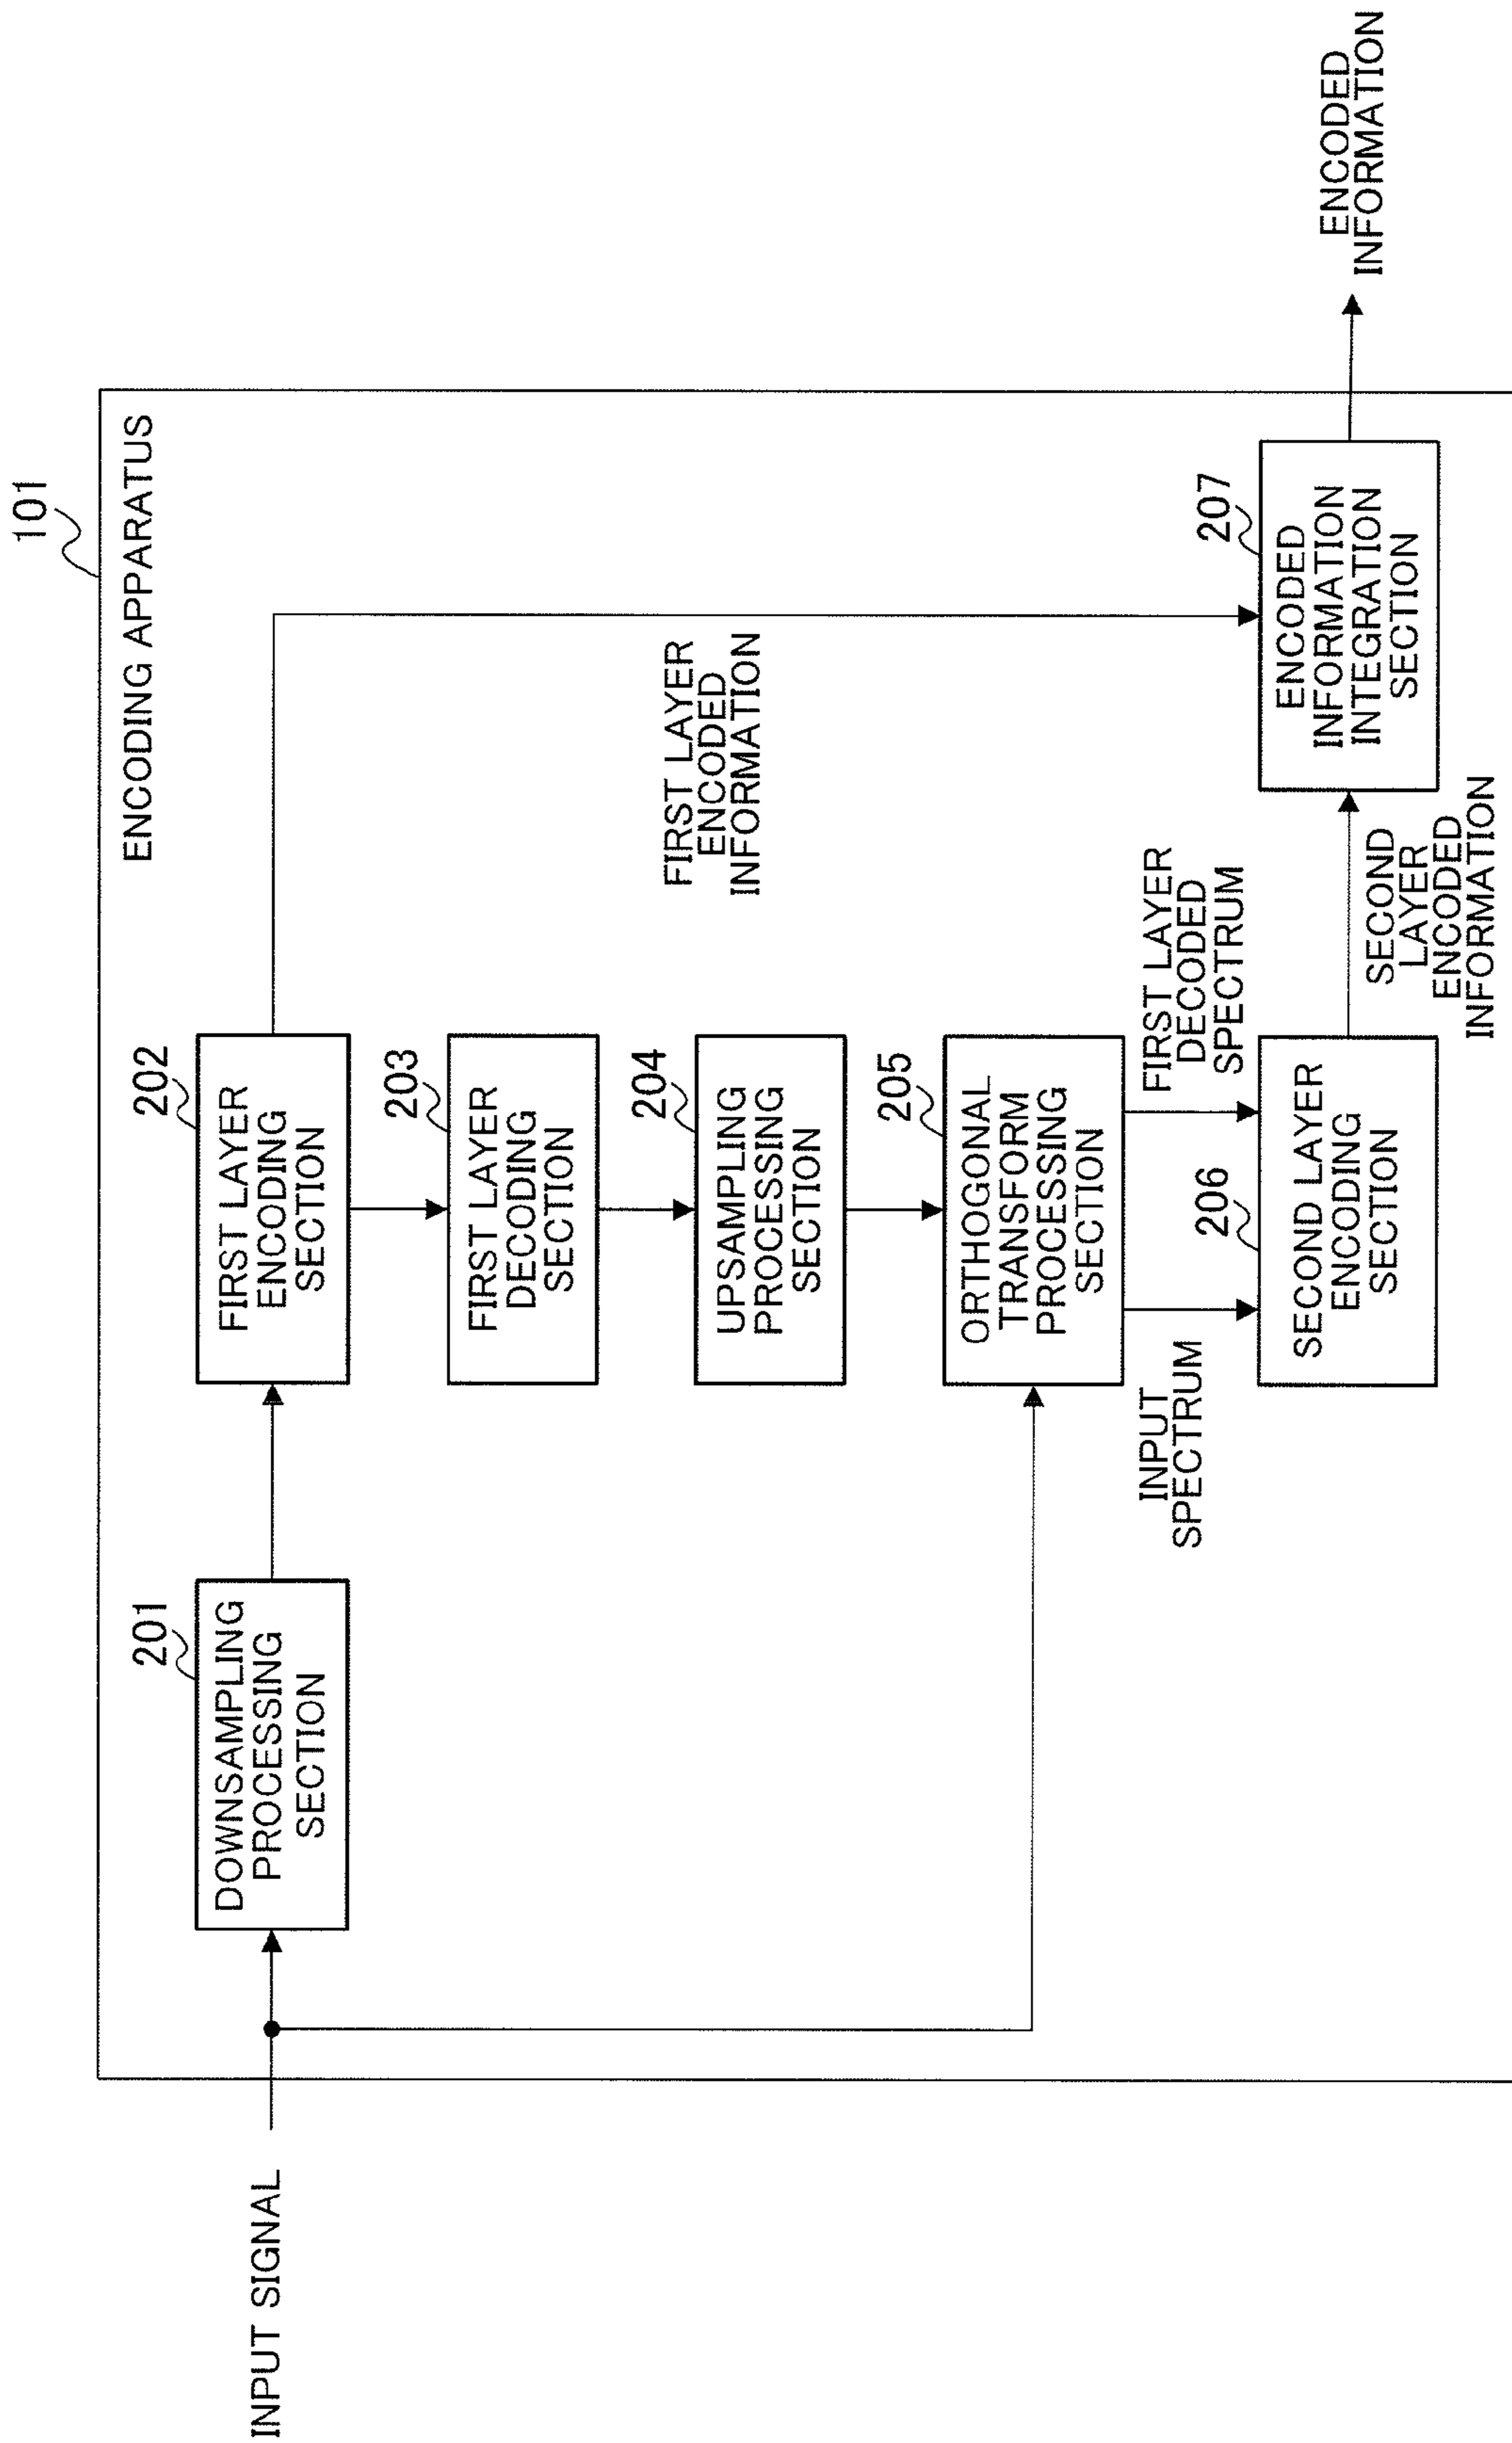 101
ENCODING APPARATUS
INPUT SIGNAL
201
DOWNSAMPLING
PROCESSING
SECTION
202
FIRST LAYER
ENCODING
SECTION
203
FIRST LAYER
DECODING
SECTION
FIRST LAYER
ENCODED
INFORMATION
204
UPSAMPLING
PROCESSING
SECTION
205
ORTHOGONAL
TRANSFORM
PROCESSING
SECTION
INPUT
SPECTRUM
FIRST LAYER
DECODED
SPECTRUM
206
SECOND LAYER
ENCODING
SECTION
SECOND
LAYER
ENCODED
INFORMATION
207
ENCODED
INFORMATION
INTEGRATION
SECTION
ENCODED
INFORMATION